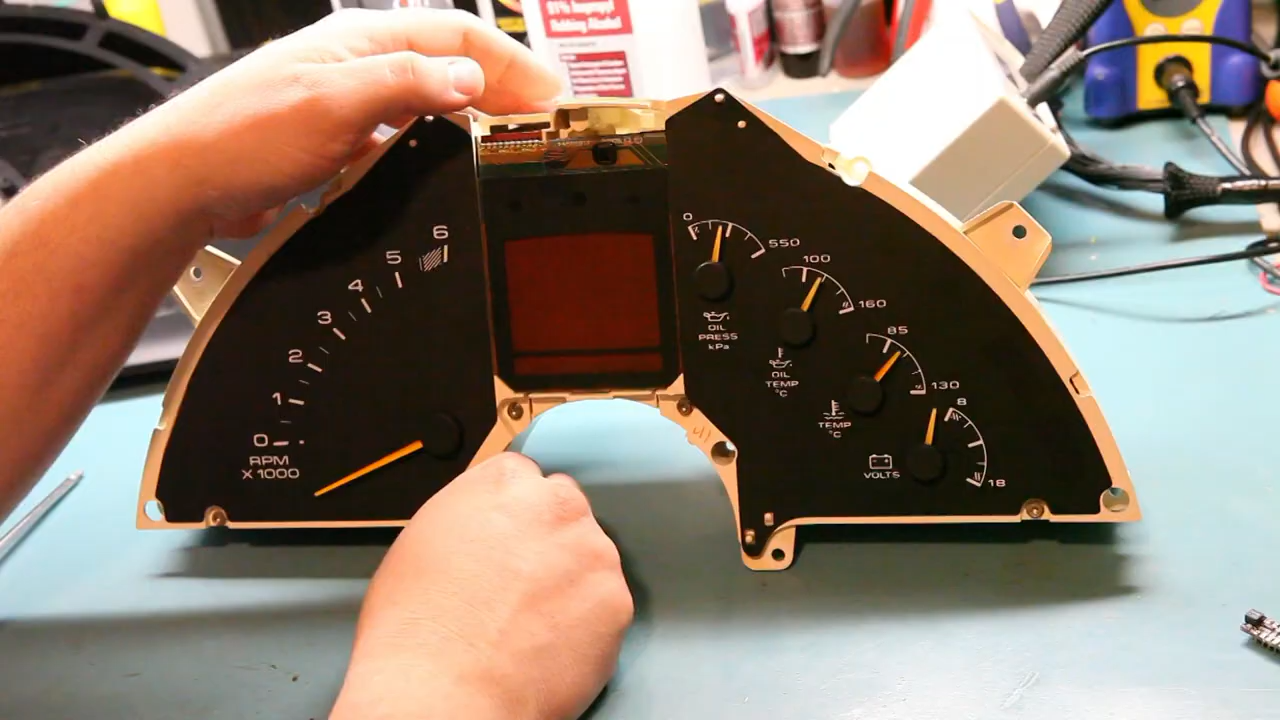 91% Isopropyl
Rubbing Alcohol
6
5
4
3
2
1
0
RPM
X 1000
0
550
OIL
PRESS
kPa
100
160
OIL
TEMP
°C
85
130
TEMP
°C
8
18
VOLTS